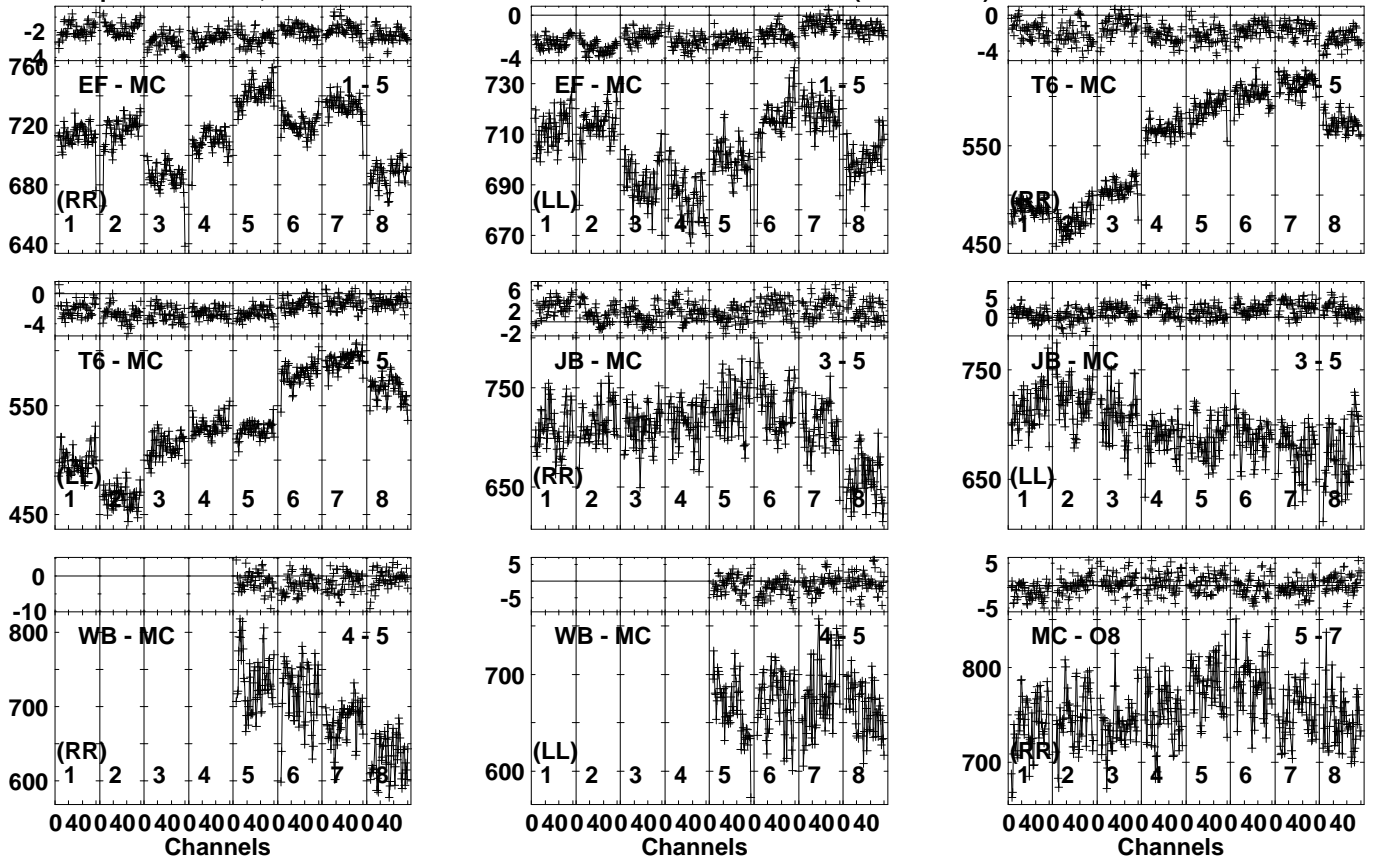 -2 0 0
-4 -4 -4
760 EF - MC 1 - 5 730 EF - MC 1 - 5 T6 - MC 2 - 5
720 710 550
680 690
(RR) (LL) (RR)
1 2 3 4 5 6 7 8 1 2 3 4 5 6 7 8 1 2 3 4 5 6 7 8
640 670 450
0 6 5
-4 2 0
-2
T6 - MC 2 - 5 JB - MC 3 - 5 JB - MC 3 - 5
550 750 750
(LL) (RR) (LL)
650 650
1 2 3 4 5 6 7 8 1 2 3 4 5 6 7 8 1 2 3 4 5 6 7 8
450
0 5 5
-10 -5 -5
800 WB - MC 4 - 5 WB - MC 4 - 5 MC - O8 5 - 7
700 700 800
(RR) (LL) (RR)
600 600 700
1 2 3 4 5 6 7 8 1 2 3 4 5 6 7 8 1 2 3 4 5 6 7 8
0 40 0 40 0 40 0 40 0 40 0 40 0 40 0 40 0 40 0 40 0 40 0 40 0 40 0 40 0 40 0 40 0 40 0 40 0 40 0 40 0 40 0 40 0 40 0 40
Channels Channels Channels